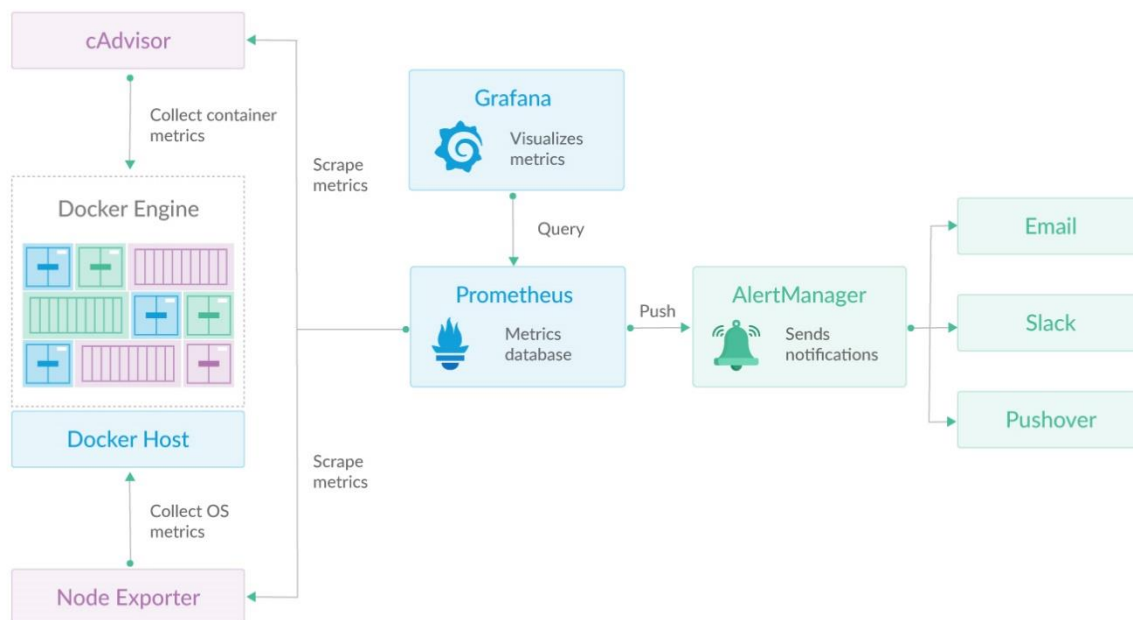 cAdvisor
Collect container
metrics
Docker Engine
Docker Host
Collect OS
metrics
Node Exporter
Scrape
metrics
Scrape
metrics
Grafana
Visualizes
metrics
Query
Prometheus
Metrics
database
Push
AlertManager
Sends
notifications
Email
Slack
Pushover